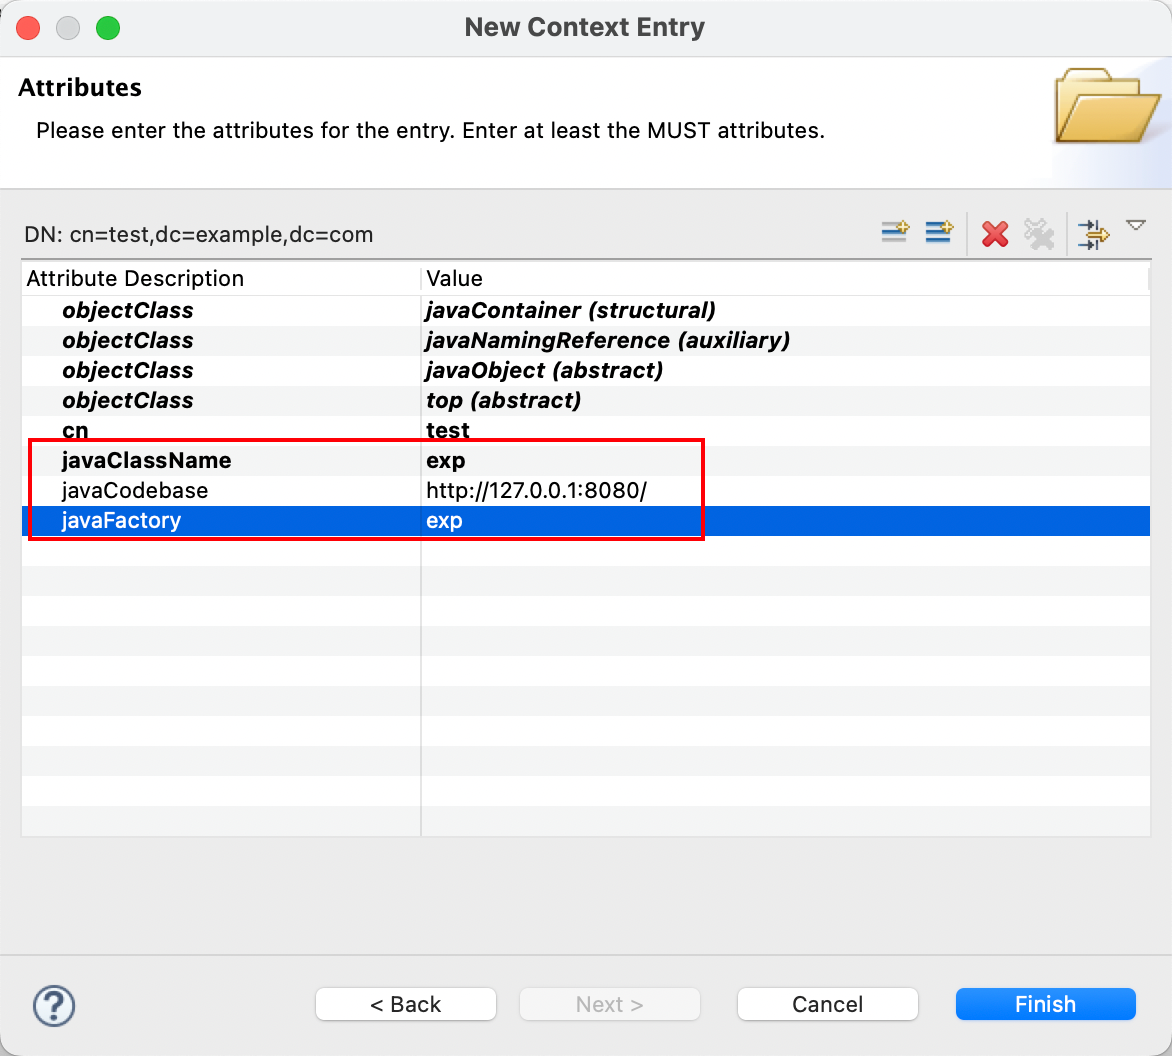 New Context Entry
Attributes
Please enter the attributes for the entry. Enter at least the MUST attributes.
DN: cn=test,dc=example,dc=com
Attribute Description Value
objectClass javaContainer (structural)
objectClass javaNamingReference (auxiliary)
objectClass javaObject (abstract)
objectClass top (abstract)
cn test
javaClassName exp
javaCodebase http://127.0.0.1:8080/
javaFactory exp
? < Back Next > Cancel Finish